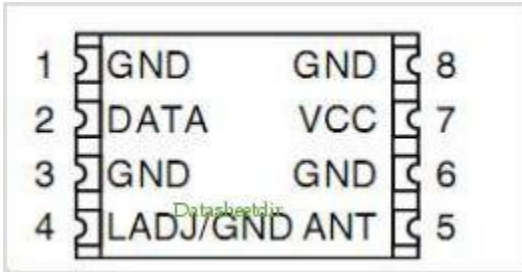 1 GND GND 8
2 DATA VCC 7
3 GND GND 6
Datasheetdir
4 LADJ/GND ANT 5